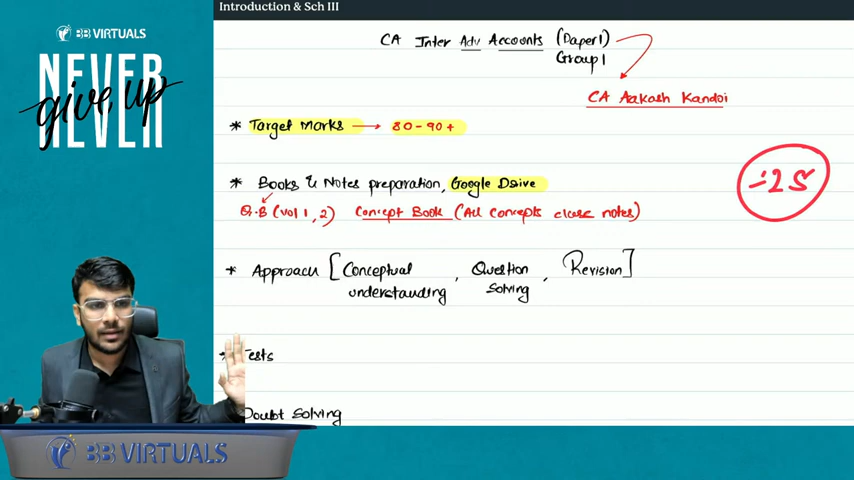 Introduction & Sch III
BB VIRTUALS
NEVER
give up
NEVER
CA Inter Adv Accounts (Paper 1)
Group 1
CA Aakash Kandoi
* Target Marks → 80-90+
* Books & Notes preparation, Google Drive
Q.B (Vol 1, 2) Concept Book (All concepts class notes)
-25
* Approach [Conceptual understanding, Question Solving, Revision]
* Tests
Doubt Solving
BB VIRTUALS